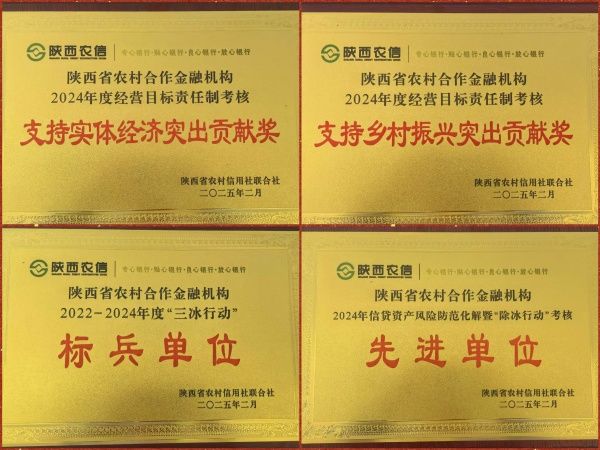 陕西农信 专心银行·贴心银行·良心银行·放心银行
陕西省农村合作金融机构
2024年度经营目标责任制考核
支持实体经济突出贡献奖
陕西省农村信用社联合社
二〇二五年二月
陕西农信 专心银行·贴心银行·良心银行·放心银行
陕西省农村合作金融机构
2024年度经营目标责任制考核
支持乡村振兴突出贡献奖
陕西省农村信用社联合社
二〇二五年二月
陕西农信 专心银行·贴心银行·良心银行·放心银行
陕西省农村合作金融机构
2022-2024年度“三冰行动”
标兵单位
陕西省农村信用社联合社
二〇二五年二月
陕西农信 专心银行·贴心银行·良心银行·放心银行
陕西省农村合作金融机构
2024年信贷资产风险防范化解暨“除冰行动”考核
先进单位
陕西省农村信用社联合社
二〇二五年二月